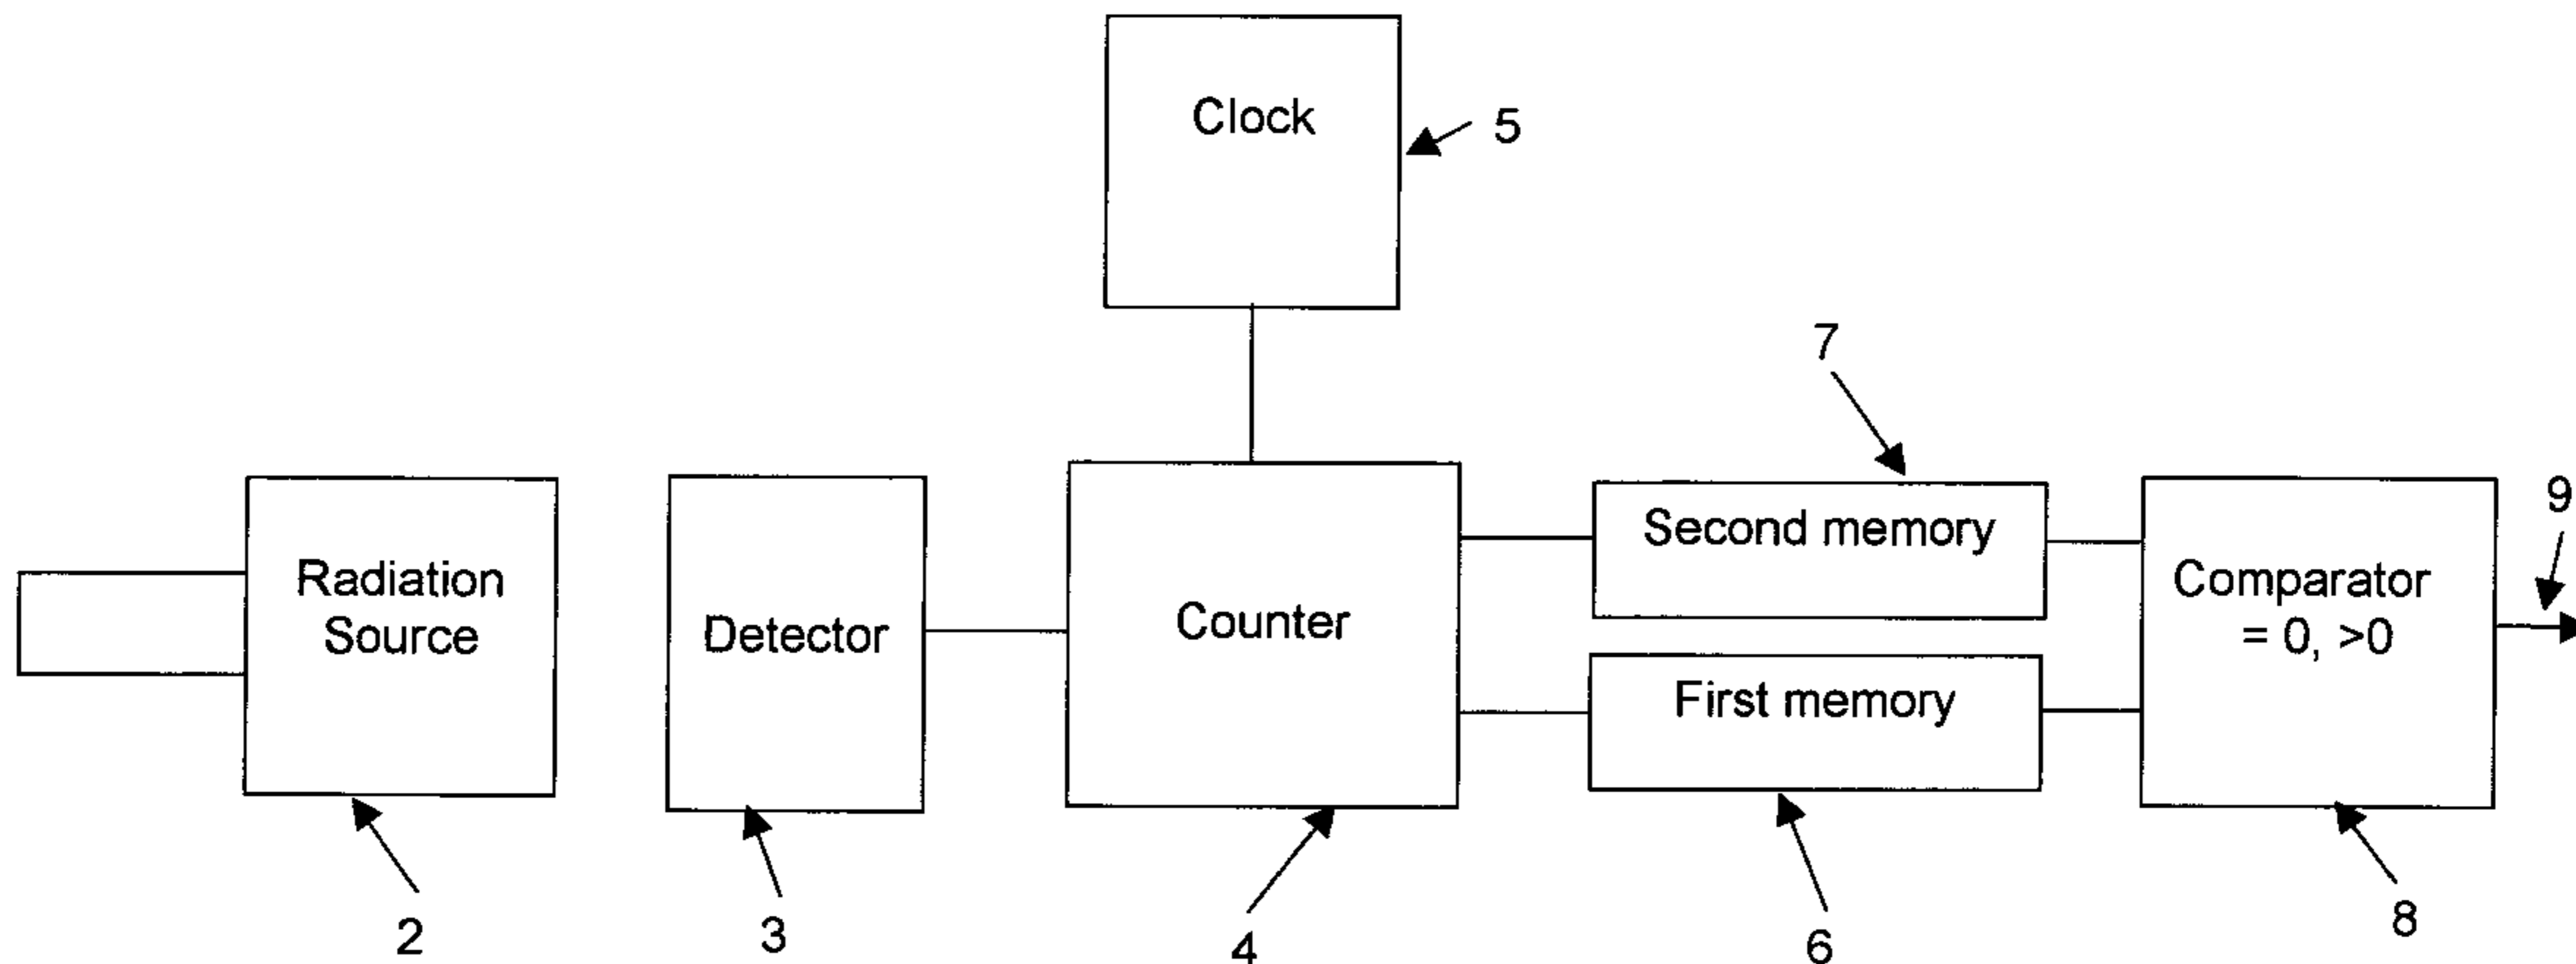 Clock
5
7
9
Radiation
Source
Detector
Counter
Second memory
First memory
Comparator
= 0, >0
2
3
4
6
8